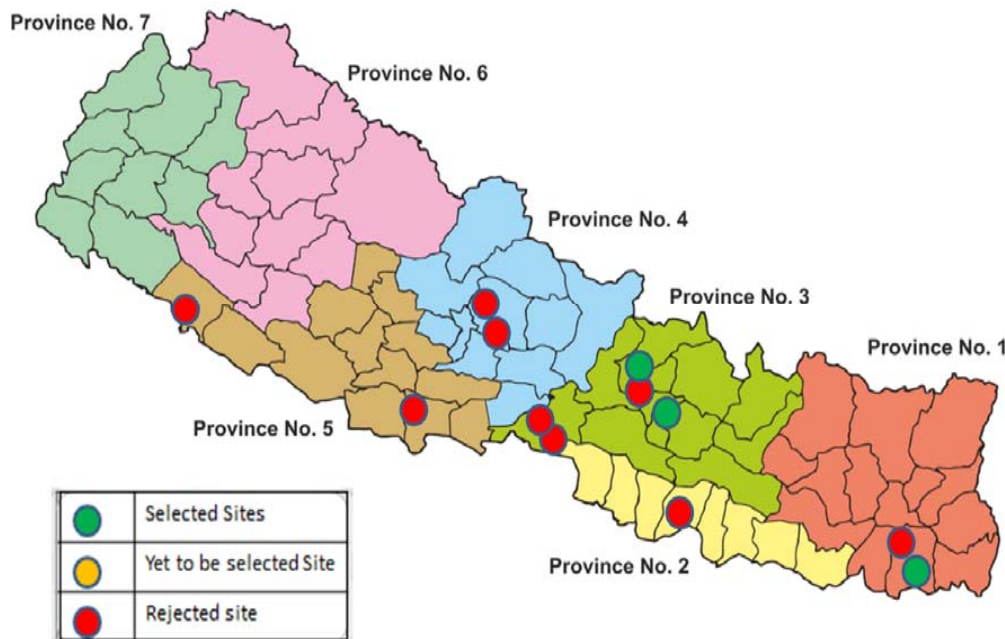 Province No. 7
Province No. 6
Province No. 4
Province No. 3
Province No. 1
Province No. 5
Province No. 2
Selected Sites
Yet to be selected Site
Rejected site